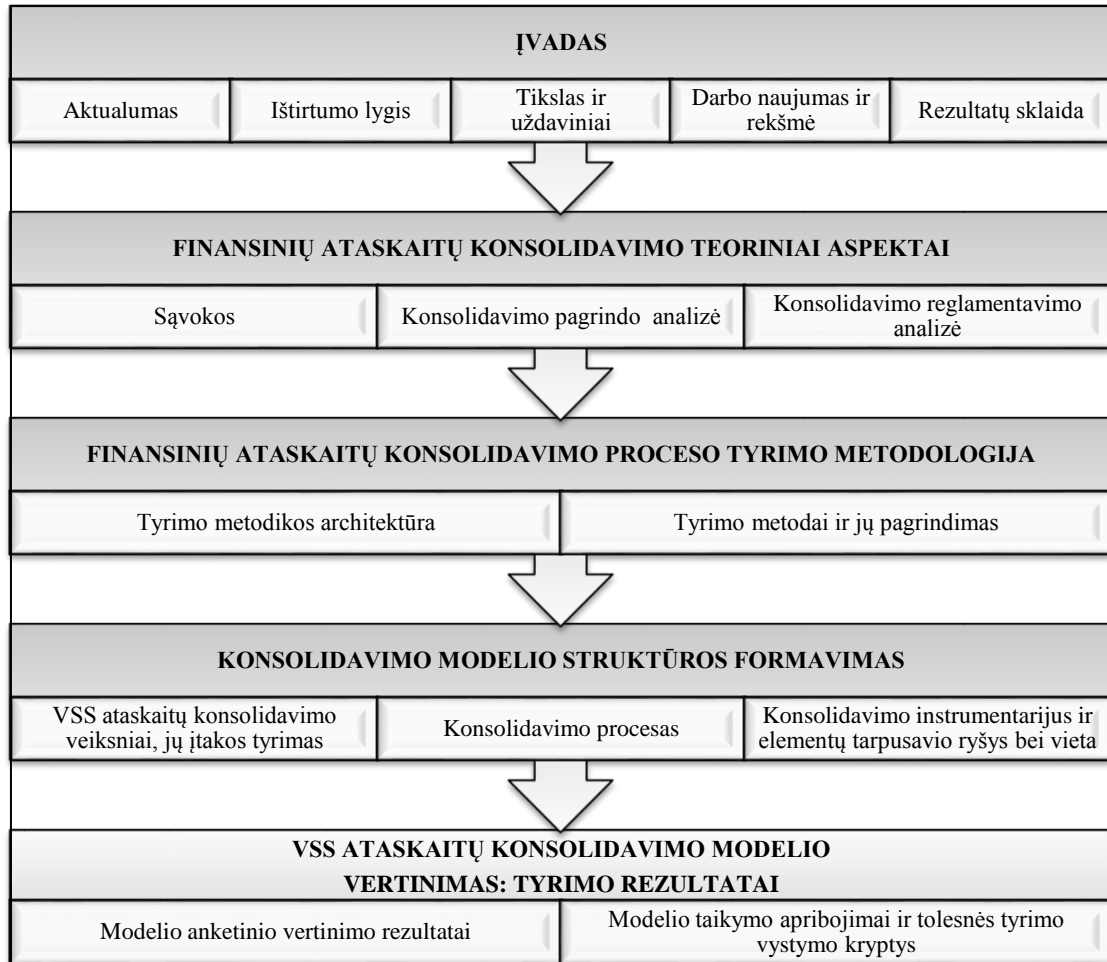 ĮVADAS
Aktualumas
Ištirtumo lygis
Tikslas ir
uždaviniai
Darbo naujumas ir
rekšmė
Rezultatų sklaida
FINANSINIŲ ATASKAITŲ KONSOLIDAVIMO TEORINIAI ASPEKTAI
Sąvokos
Konsolidavimo pagrindo analizė
Konsolidavimo reglamentavimo
analizė
FINANSINIŲ ATASKAITŲ KONSOLIDAVIMO PROCESO TYRIMO METODOLOGIJA
Tyrimo metodikos architektūra
Tyrimo metodai ir jų pagrindimas
KONSOLIDAVIMO MODELIO STRUKTŪROS FORMAVIMAS
VSS ataskaitų konsolidavimo
veiksniai, jų įtakos tyrimas
Konsolidavimo procesas
Konsolidavimo instrumentarijus ir
elementų tarpusavio ryšys bei vieta
VSS ATASKAITŲ KONSOLIDAVIMO MODELIO
VERTINIMAS: TYRIMO REZULTATAI
Modelio anketinio vertinimo rezultatai
Modelio taikymo apribojimai ir tolesnės tyrimo
vystymo kryptys